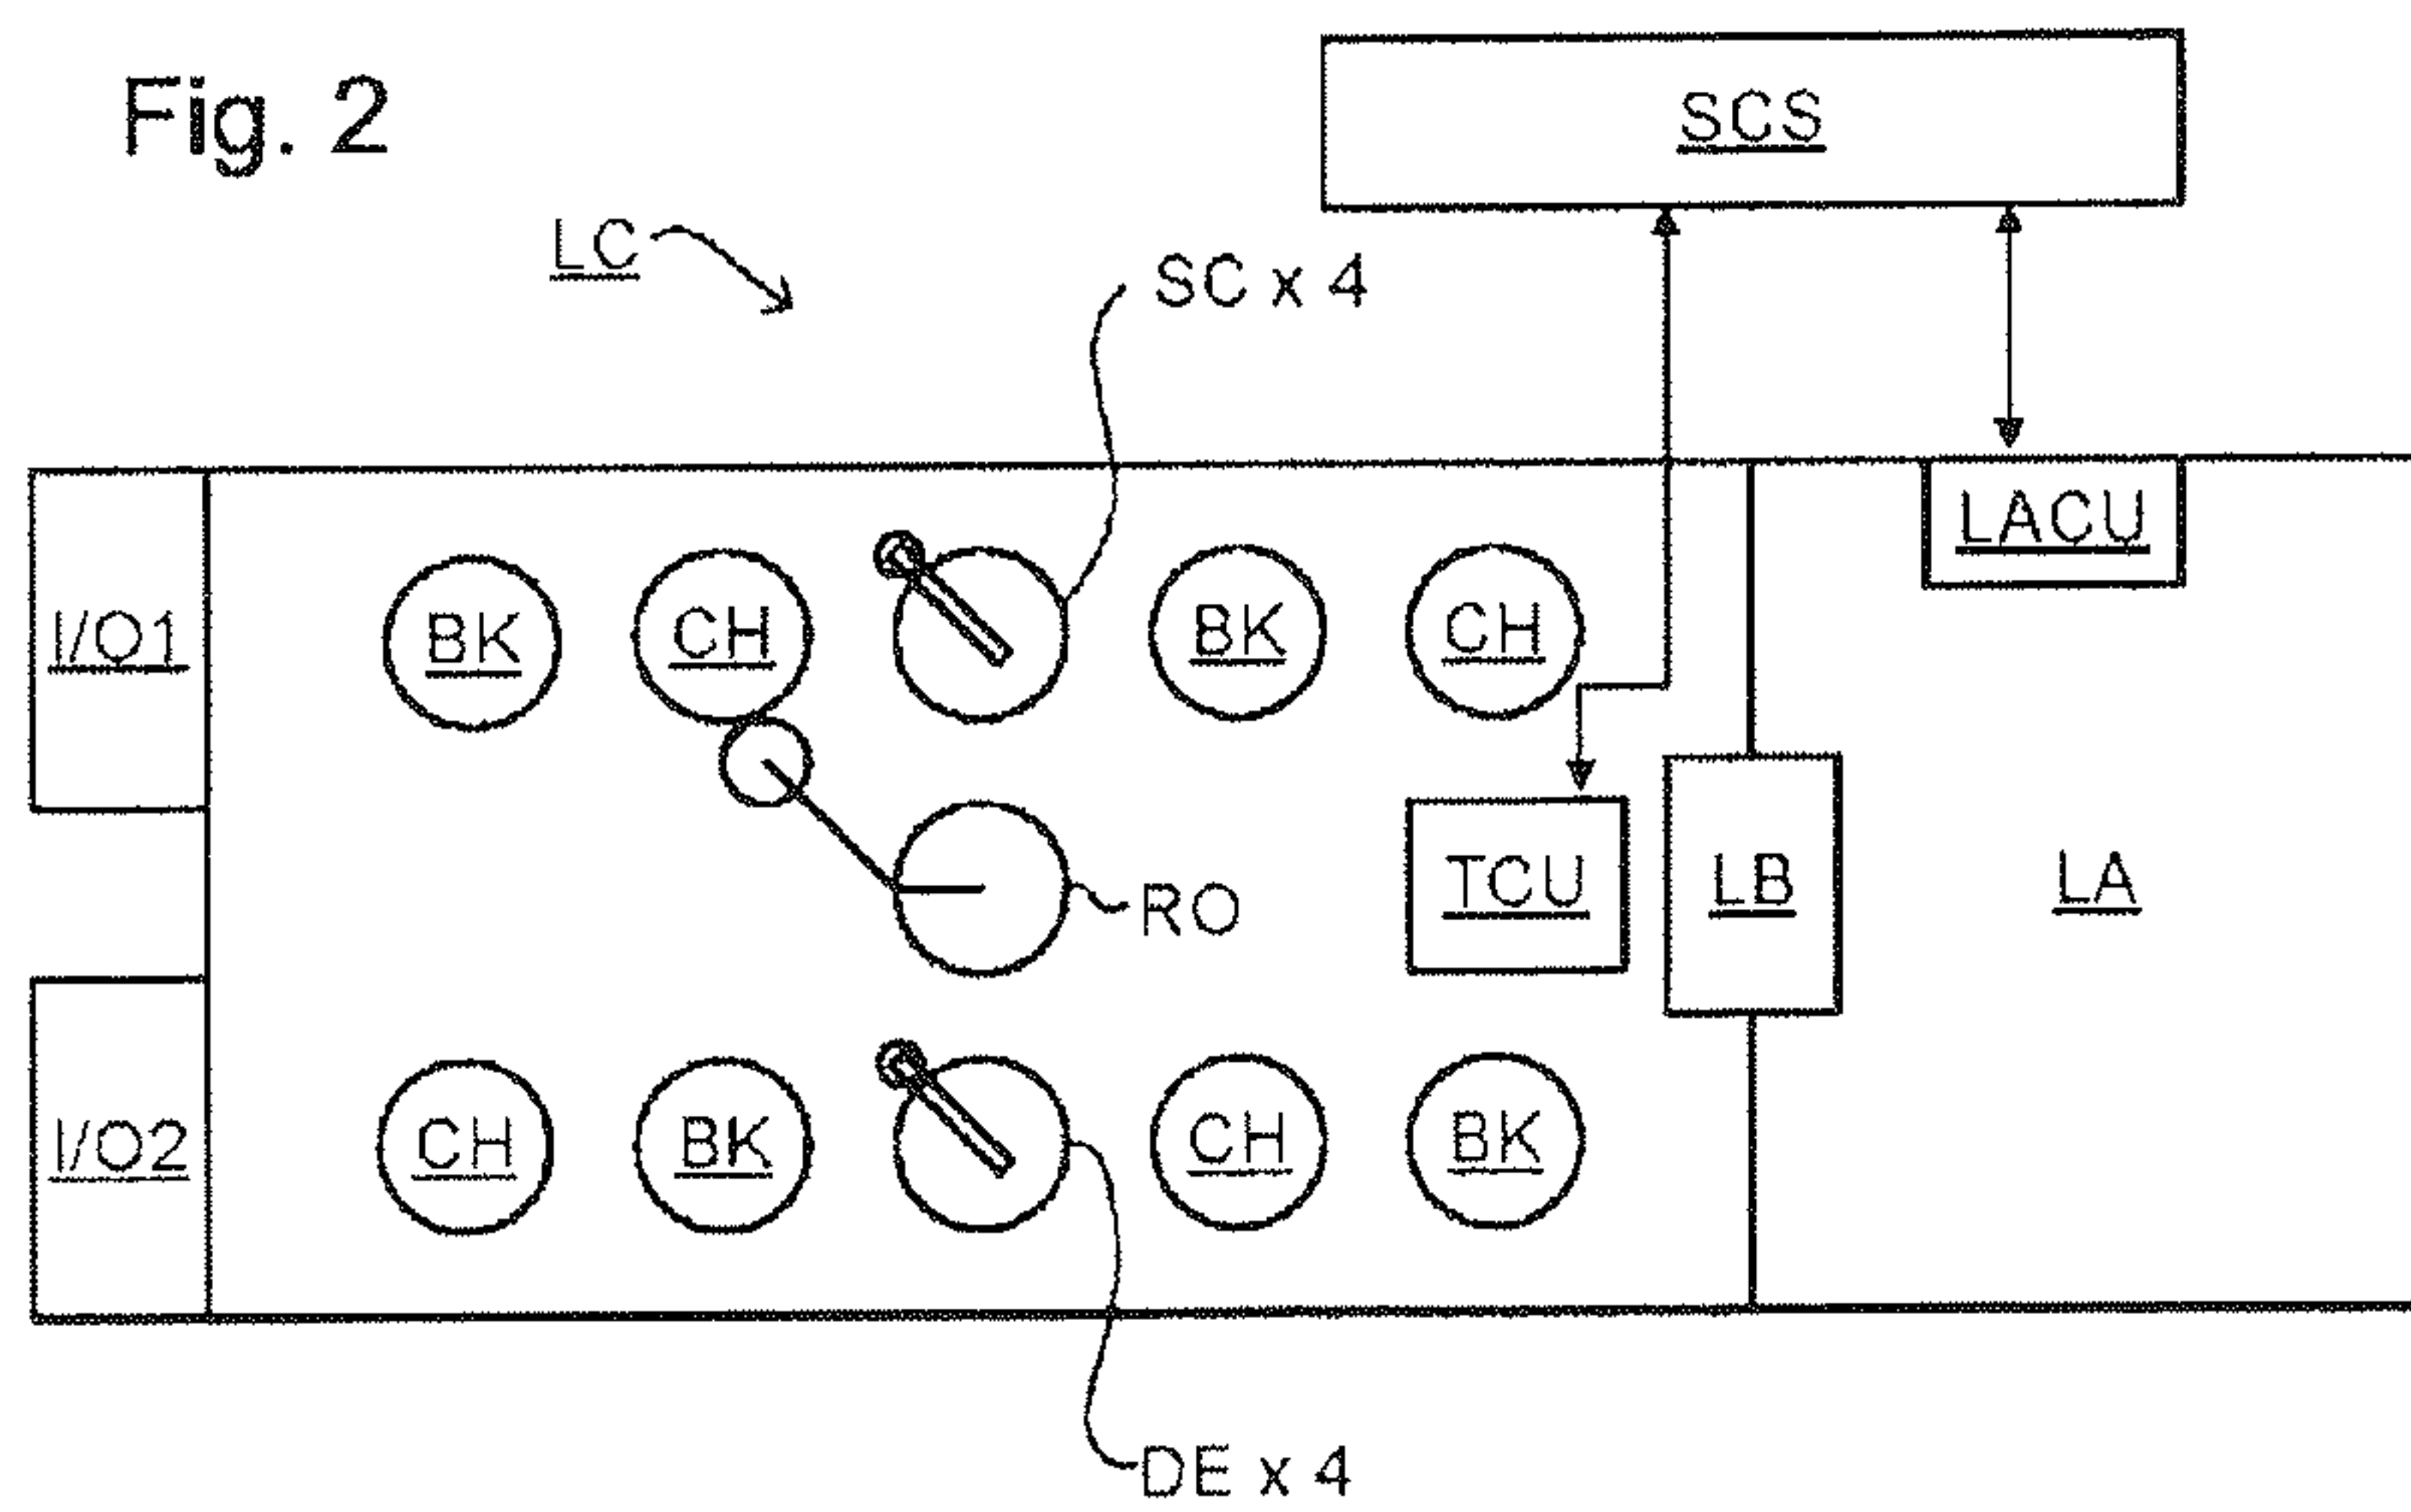 Fig. 2
SCS
LC
SC x 4
LACU
I/O1
BK
CH
BK
CH
RO
TCU
LB
LA
I/O2
CH
BK
CH
BK
DE x 4